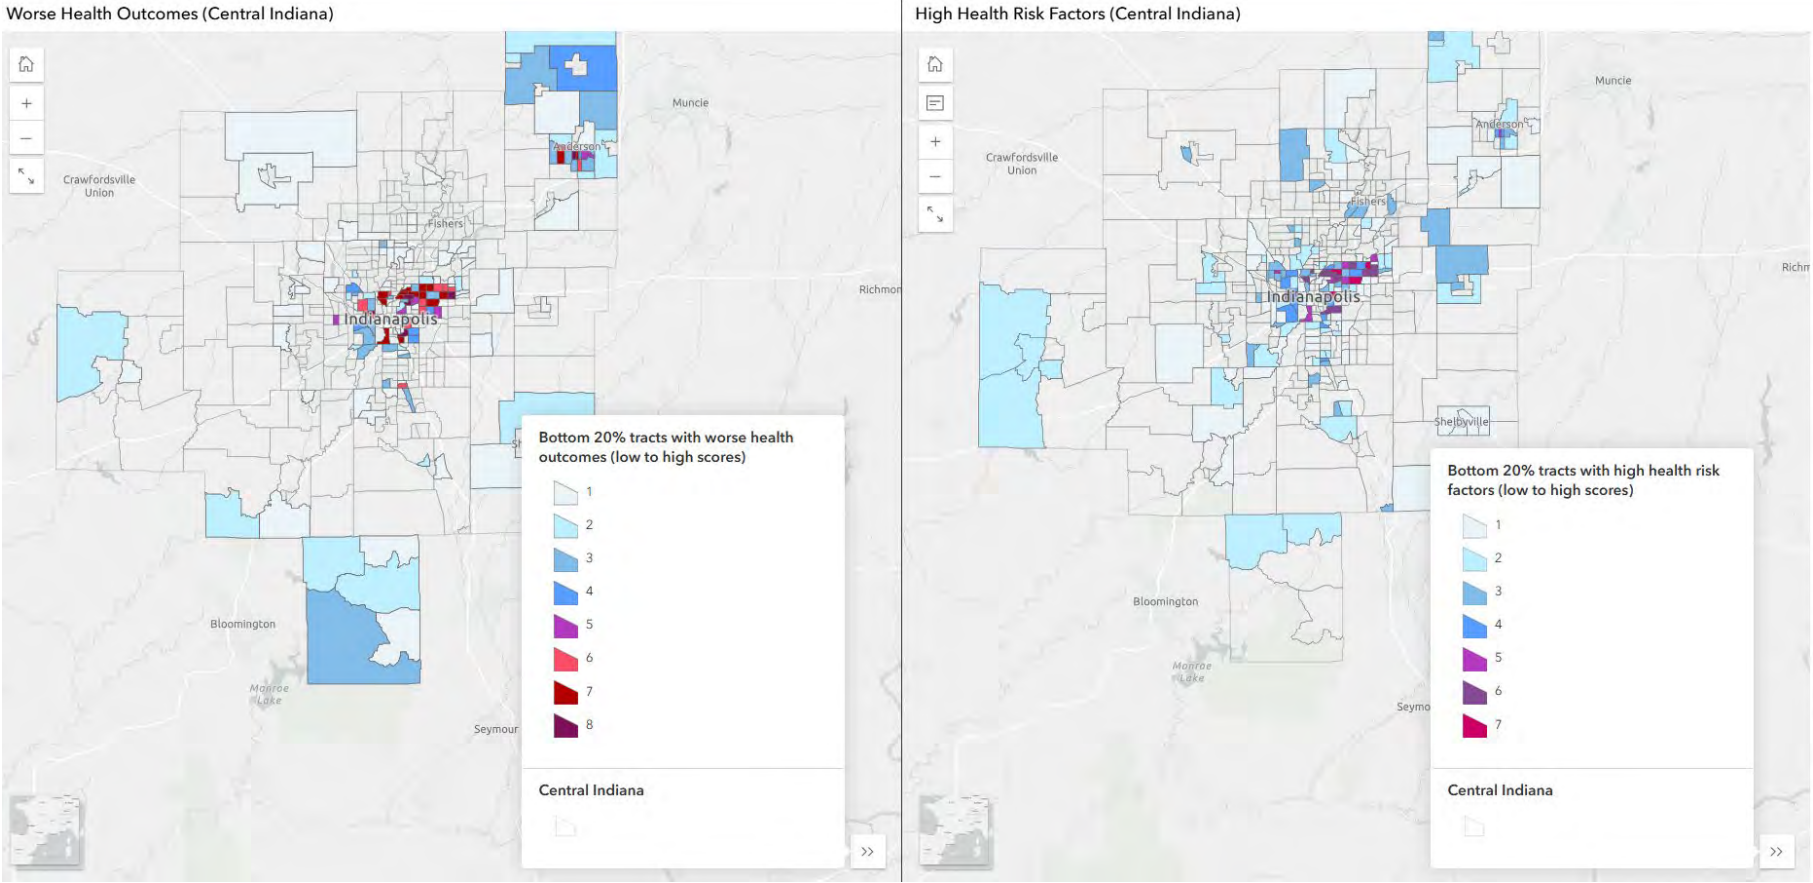 Worse Health Outcomes (Central Indiana)
Muncie
Anderson
Crawfordsville
Union
Fishers
Richmon
Indianapolis
Sh
Bottom 20% tracts with worse health
outcomes (low to high scores)
1
2
3
4
5
6
7
8
Bloomington
Monroe
Lake
Seymour
Central Indiana
High Health Risk Factors (Central Indiana)
Muncie
Anderson
Crawfordsville
Union
Fishers
Richm
Indianapolis
Shelbyville
Bottom 20% tracts with high health risk
factors (low to high scores)
1
2
3
4
5
6
7
Bloomington
Monroe
Lake
Seymo
Central Indiana